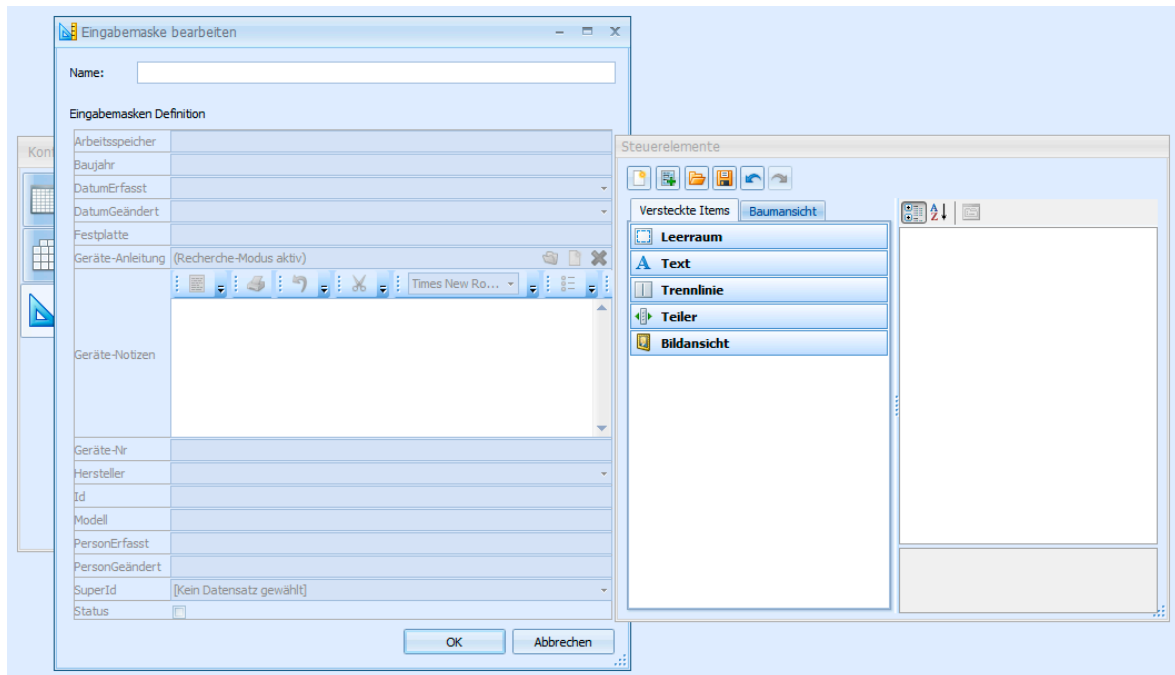 Eingabemaske bearbeiten
Name:
Eingabemasken Definition
Arbeitsspeicher
Baujahr
DatumErfasst
DatumGeändert
Festplatte
Geräte-Anleitung (Recherche-Modus aktiv)
Times New Ro...
Geräte-Notizen
Geräte-Nr
Hersteller
Id
Modell
PersonErfasst
PersonGeändert
SuperId [Kein Datensatz gewählt]
Status
OK Abbrechen
Kont
Steuerelemente
Versteckte Items Baumansicht
Leerraum
A Text
Trennlinie
Teiler
Bildansicht